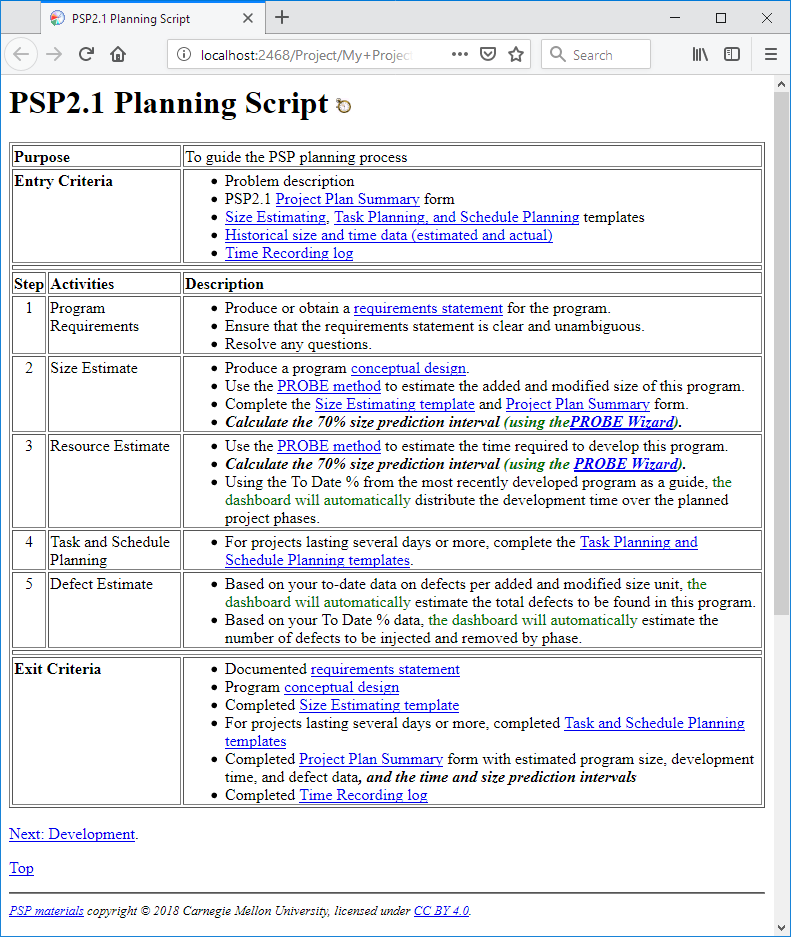 PSP2.1 Planning Script
localhost:2468/Project/My+Project
Search
PSP2.1 Planning Script
Purpose
To guide the PSP planning process
Entry Criteria
• Problem description
• PSP2.1 Project Plan Summary form
• Size Estimating, Task Planning, and Schedule Planning templates
• Historical size and time data (estimated and actual)
• Time Recording log
Step Activities Description
1 Program
Requirements
• Produce or obtain a requirements statement for the program.
• Ensure that the requirements statement is clear and unambiguous.
• Resolve any questions.
2 Size Estimate
• Produce a program conceptual design.
• Use the PROBE method to estimate the added and modified size of this program.
• Complete the Size Estimating template and Project Plan Summary form.
• Calculate the 70% size prediction interval (using thePROBE Wizard).
3 Resource Estimate
• Use the PROBE method to estimate the time required to develop this program.
• Calculate the 70% size prediction interval (using the PROBE Wizard).
• Using the To Date % from the most recently developed program as a guide, the
dashboard will automatically distribute the development time over the planned
project phases.
4 Task and Schedule
Planning
• For projects lasting several days or more, complete the Task Planning and
Schedule Planning templates.
5 Defect Estimate
• Based on your to-date data on defects per added and modified size unit, the
dashboard will automatically estimate the total defects to be found in this program.
• Based on your To Date % data, the dashboard will automatically estimate the
number of defects to be injected and removed by phase.
Exit Criteria
• Documented requirements statement
• Program conceptual design
• Completed Size Estimating template
• For projects lasting several days or more, completed Task and Schedule Planning
templates
• Completed Project Plan Summary form with estimated program size, development
time, and defect data, and the time and size prediction intervals
• Completed Time Recording log
Next: Development.
Top
PSP materials copyright © 2018 Carnegie Mellon University, licensed under CC BY 4.0.